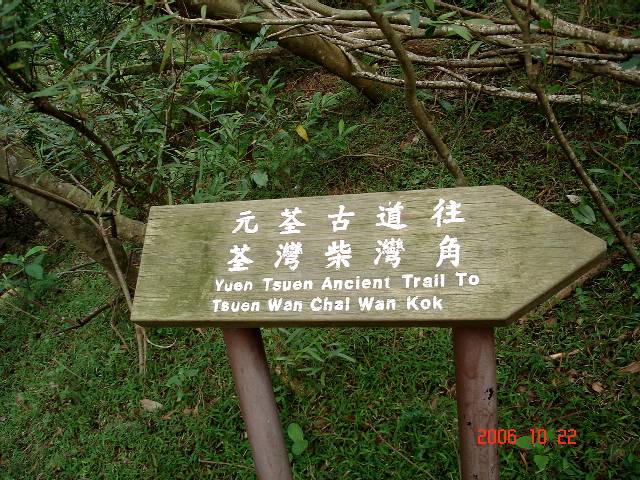 元荃古道往
荃灣柴灣角
Yuen Tsuen Ancient Trail To
Tsuen Wan Chai Wan Kok
2006 10 22